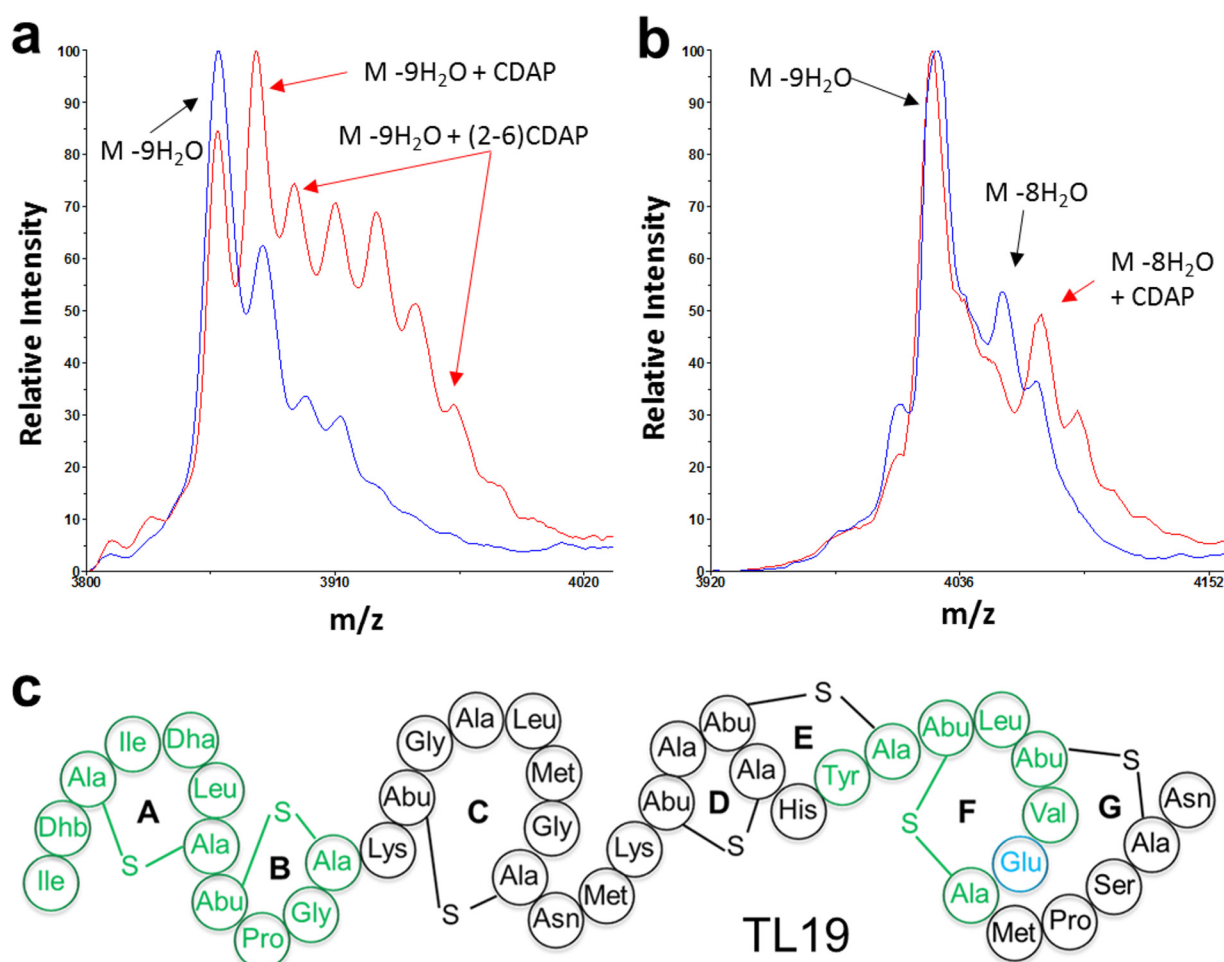 a
M -9H₂O + CDAP
M -9H₂O + (2-6)CDAP
M -9H₂O
Relative Intensity
100
90
80
70
60
50
40
30
20
10
0
3800
3910
4020
m/z
b
M -9H₂O
M -8H₂O
M -8H₂O
+ CDAP
Relative Intensity
100
90
80
70
60
50
40
30
20
10
0
3920
4036
4152
m/z
c
Ile
Dhb
Ala
Ile
Dha
Leu
Ala
S
A
Abu
Pro
Gly
Ala
S
B
Lys
Abu
Gly
Ala
Leu
Met
Gly
Ala
S
C
Asn
Met
Lys
Abu
Ala
Abu
Ala
S
D
His
Tyr
Ala
S
E
Abu
Leu
Abu
Val
Glu
Ala
S
F
Met
Pro
Ser
Ala
S
G
Asn
TL19